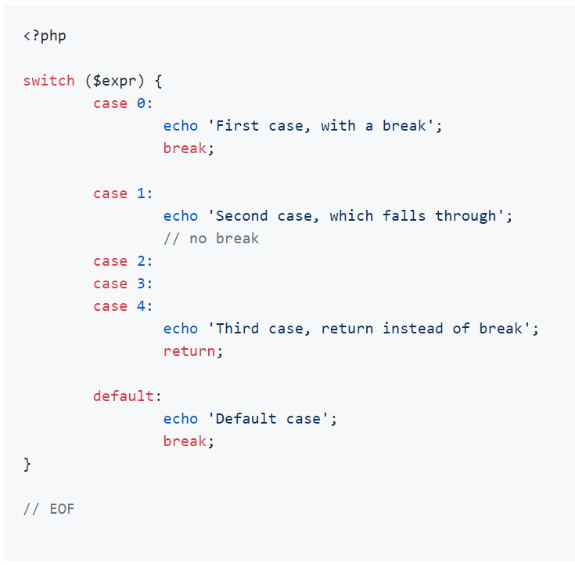 <?php
switch ($expr) {
case 0:
echo 'First case, with a break';
break;
case 1:
echo 'Second case, which falls through';
// no break
case 2:
case 3:
case 4:
echo 'Third case, return instead of break';
return;
default:
echo 'Default case';
break;
}
// EOF